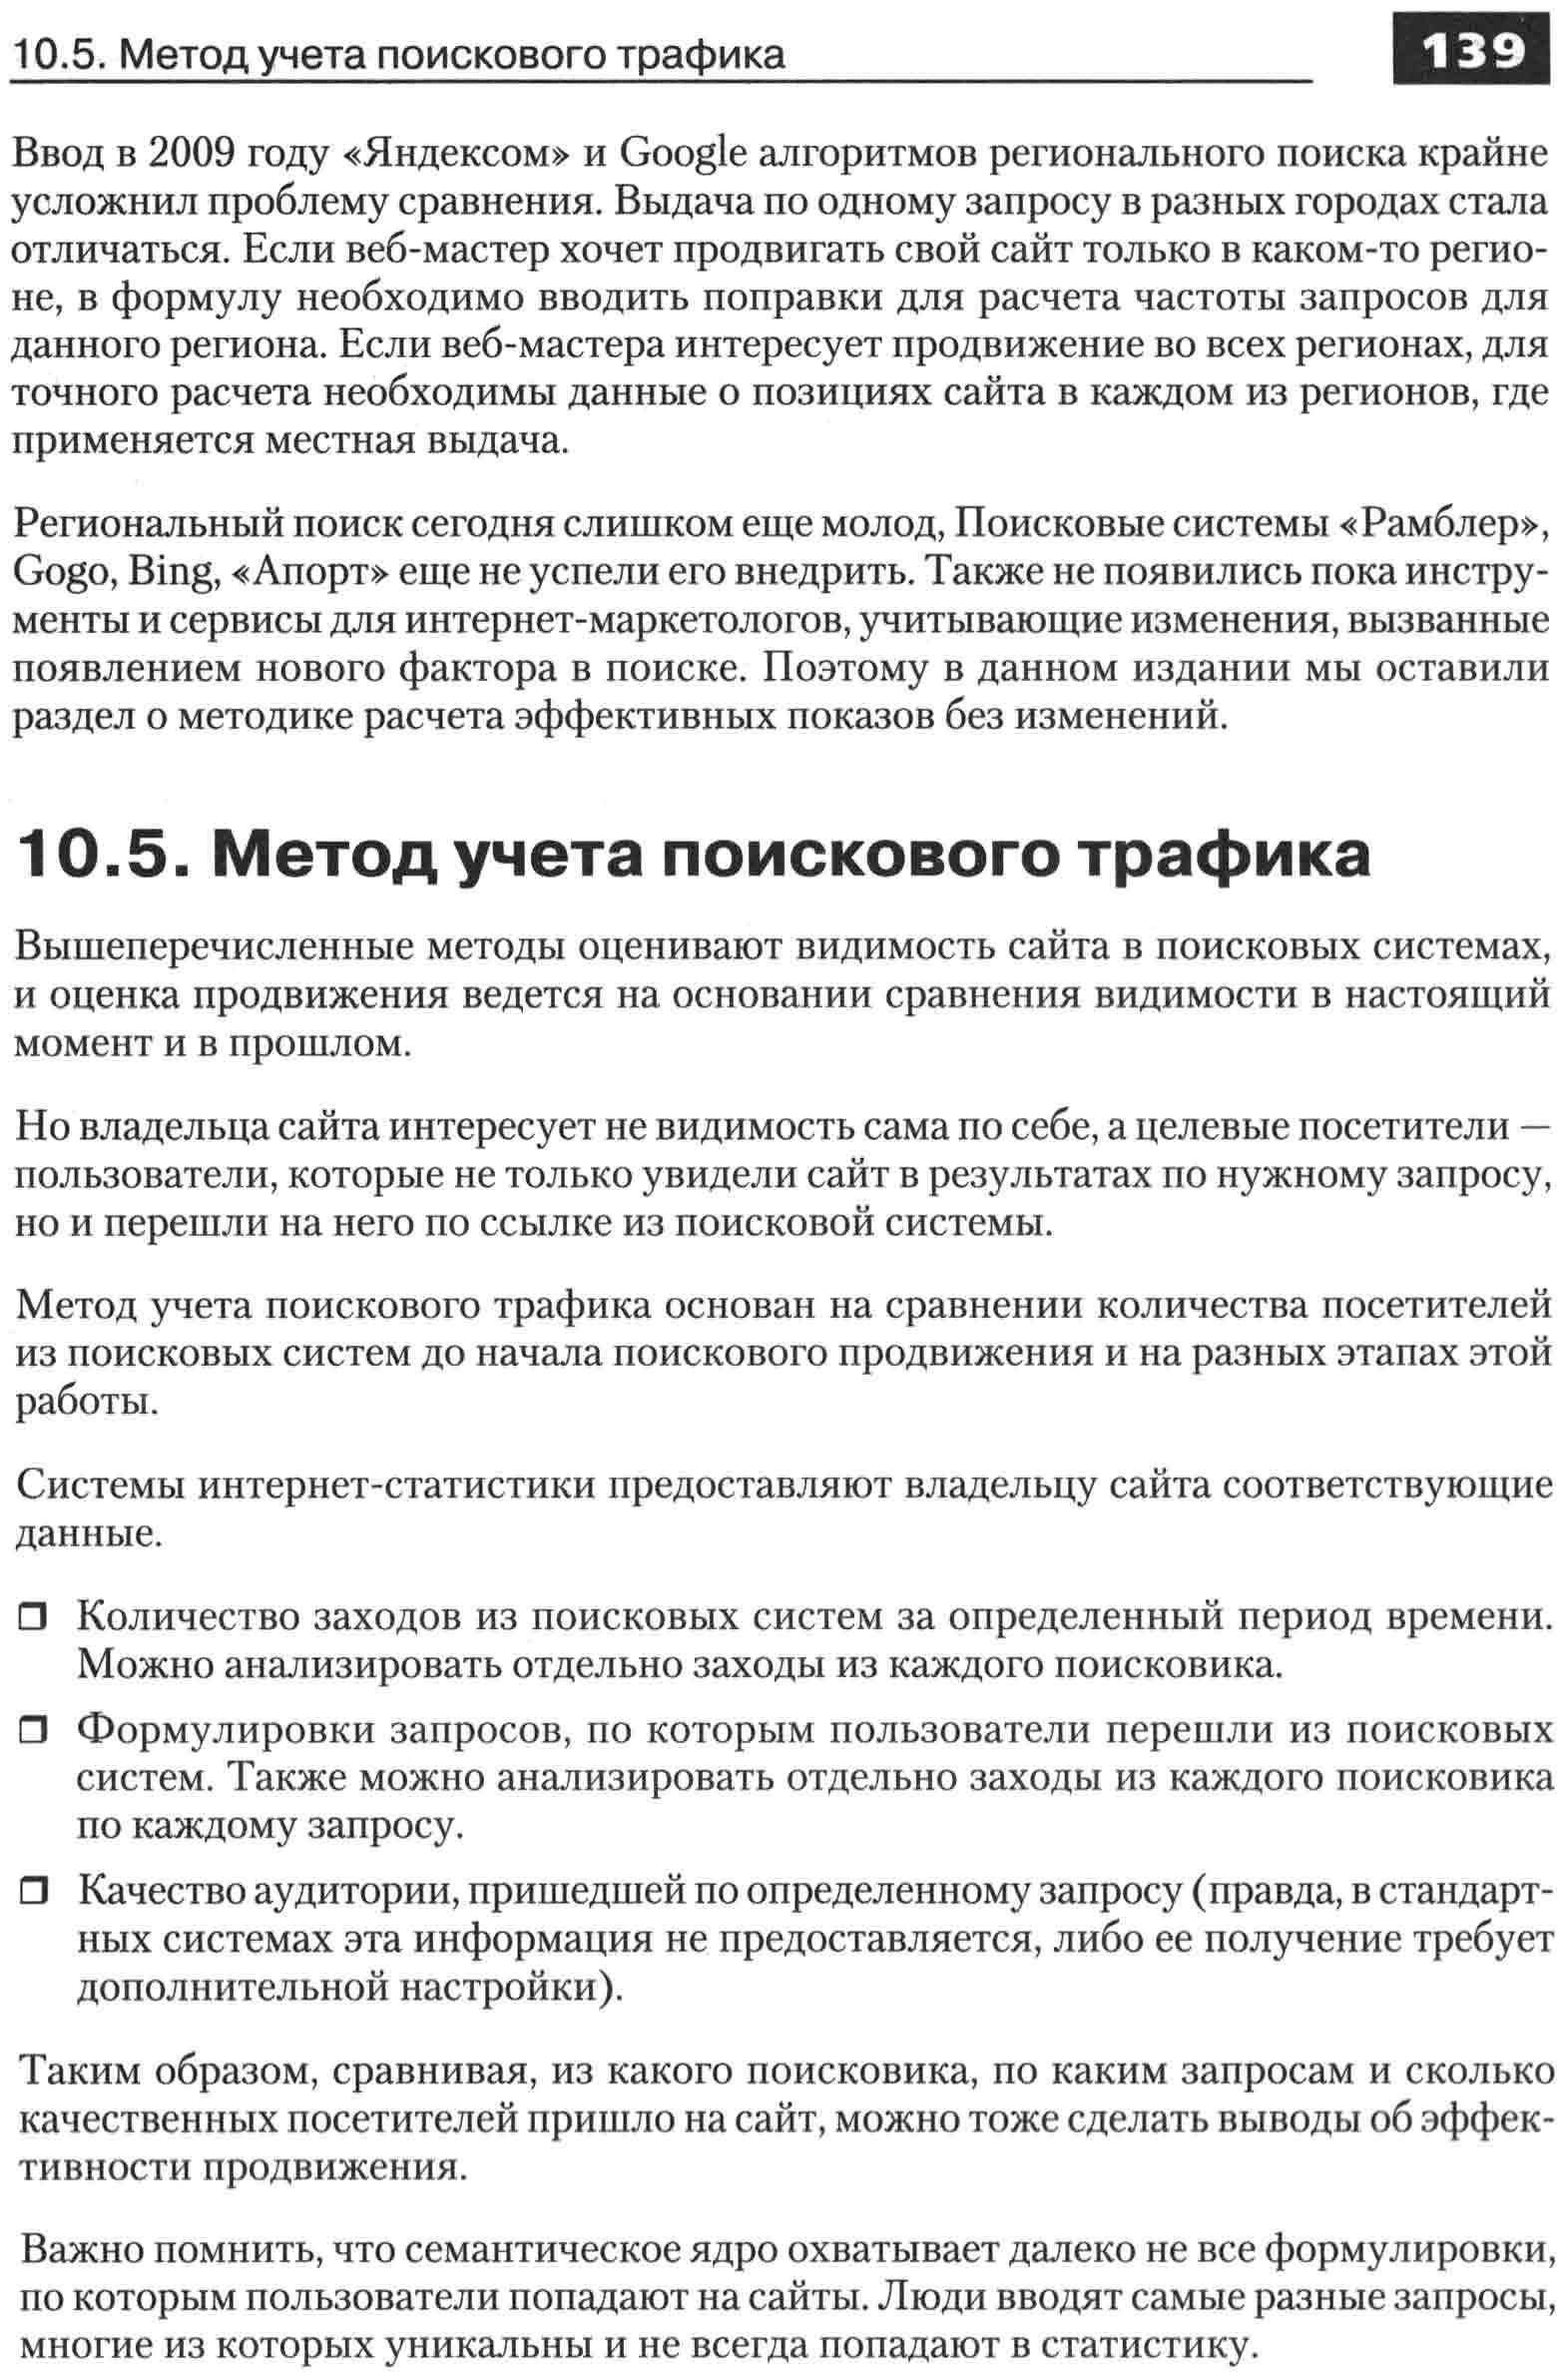 10.5. Метод учета поискового трафика
139
Ввод в 2009 году «Яндексом» и Google алгоритмов регионального поиска крайне
усложнил проблему сравнения. Выдача по одному запросу в разных городах стала
отличаться. Если веб-мастер хочет продвигать свой сайт только в каком-то регио-
не, в формулу необходимо вводить поправки для расчета частоты запросов для
данного региона. Если веб-мастера интересует продвижение во всех регионах, для
точного расчета необходимы данные о позициях сайта в каждом из регионов, где
применяется местная выдача.
Региональный поиск сегодня слишком еще молод, Поисковые системы «Рамблер»,
Gogo, Bing, «Апорт» еще не успели его внедрить. Также не появились пока инстру-
менты и сервисы для интернет-маркетологов, учитывающие изменения, вызванные
появлением нового фактора в поиске. Поэтому в данном издании мы оставили
раздел о методике расчета эффективных показов без изменений.
10.5. Метод учета поискового трафика
Вышеперечисленные методы оценивают видимость сайта в поисковых системах,
и оценка продвижения ведется на основании сравнения видимости в настоящий
момент и в прошлом.
Но владельца сайта интересует не видимость сама по себе, а целевые посетители —
пользователи, которые не только увидели сайт в результатах по нужному запросу,
но и перешли на него по ссылке из поисковой системы.
Метод учета поискового трафика основан на сравнении количества посетителей
из поисковых систем до начала поискового продвижения и на разных этапах этой
работы.
Системы интернет-статистики предоставляют владельцу сайта соответствующие
данные.
❒ Количество заходов из поисковых систем за определенный период времени.
Можно анализировать отдельно заходы из каждого поисковика.
❒ Формулировки запросов, по которым пользователи перешли из поисковых
систем. Также можно анализировать отдельно заходы из каждого поисковика
по каждому запросу.
❒ Качество аудитории, пришедшей по определенному запросу (правда, в стандарт-
ных системах эта информация не предоставляется, либо ее получение требует
дополнительной настройки).
Таким образом, сравнивая, из какого поисковика, по каким запросам и сколько
качественных посетителей пришло на сайт, можно тоже сделать выводы об эффек-
тивности продвижения.
Важно помнить, что семантическое ядро охватывает далеко не все формулировки,
по которым пользователи попадают на сайты. Люди вводят самые разные запросы,
многие из которых уникальны и не всегда попадают в статистику.